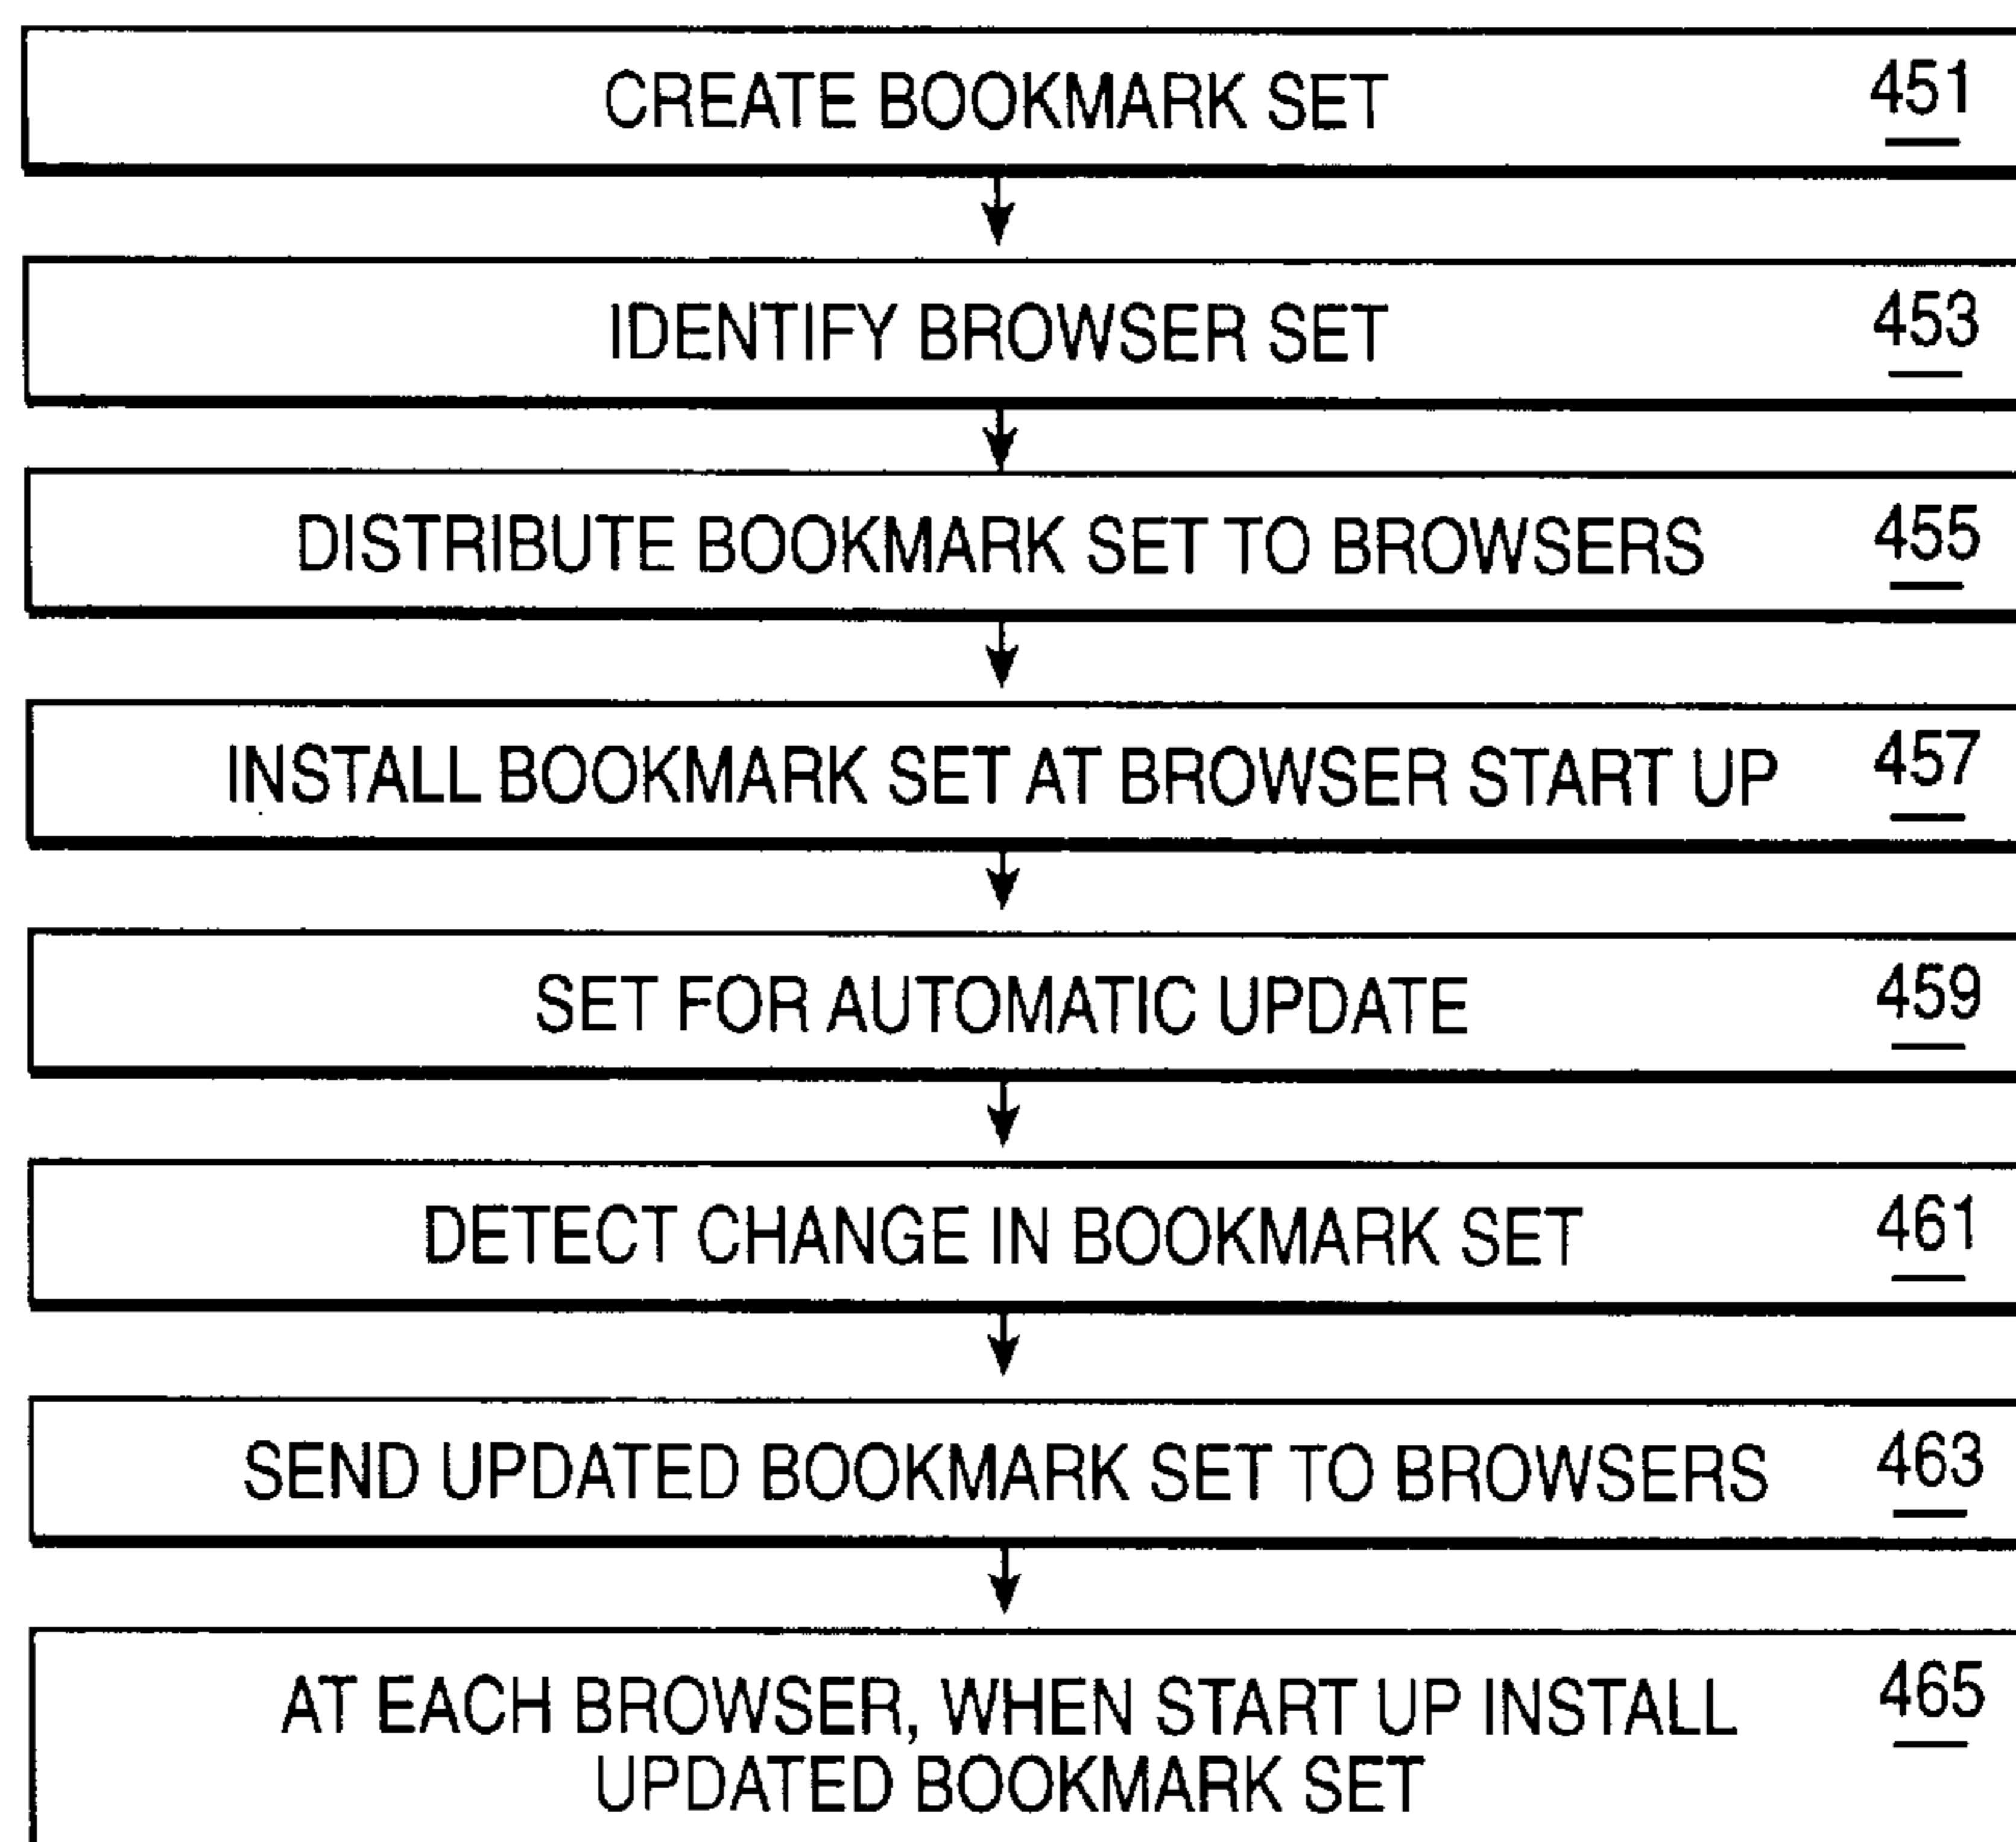 CREATE BOOKMARK SET 451
IDENTIFY BROWSER SET 453
DISTRIBUTE BOOKMARK SET TO BROWSERS 455
INSTALL BOOKMARK SET AT BROWSER START UP 457
SET FOR AUTOMATIC UPDATE 459
DETECT CHANGE IN BOOKMARK SET 461
SEND UPDATED BOOKMARK SET TO BROWSERS 463
AT EACH BROWSER, WHEN START UP INSTALL 465
UPDATED BOOKMARK SET